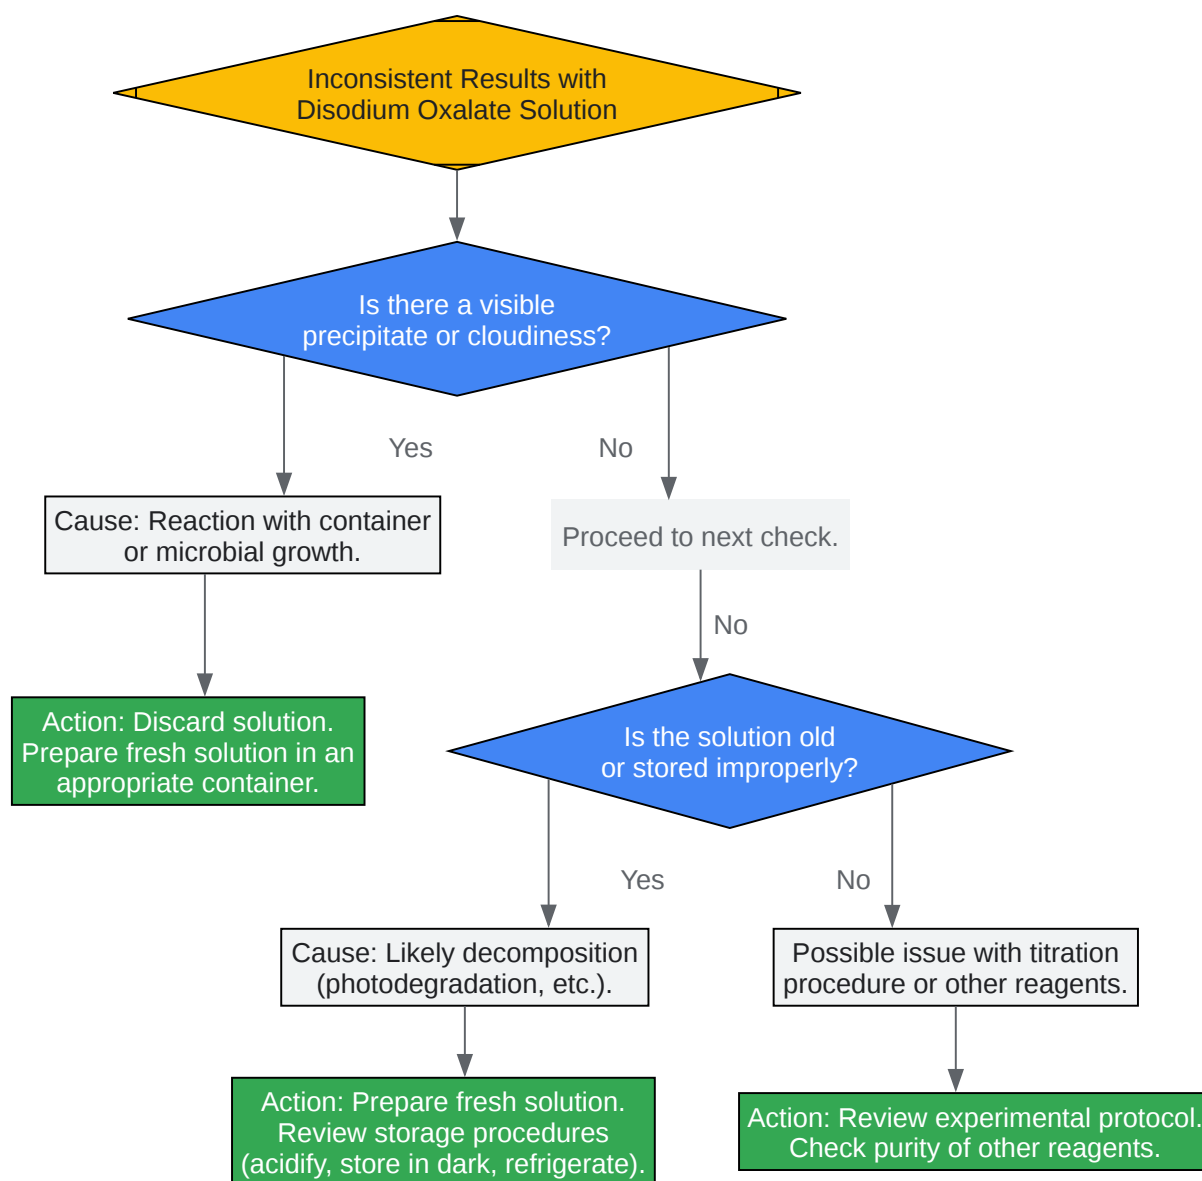 Inconsistent Results with
Disodium Oxalate Solution
Is there a visible
precipitate or cloudiness?
Yes
No
Cause: Reaction with container
or microbial growth.
Proceed to next check.
No
Action: Discard solution.
Prepare fresh solution in an
appropriate container.
Is the solution old
or stored improperly?
Yes
No
Cause: Likely decomposition
(photodegradation, etc.).
Possible issue with titration
procedure or other reagents.
Action: Prepare fresh solution.
Review storage procedures
(acidify, store in dark, refrigerate).
Action: Review experimental protocol.
Check purity of other reagents.